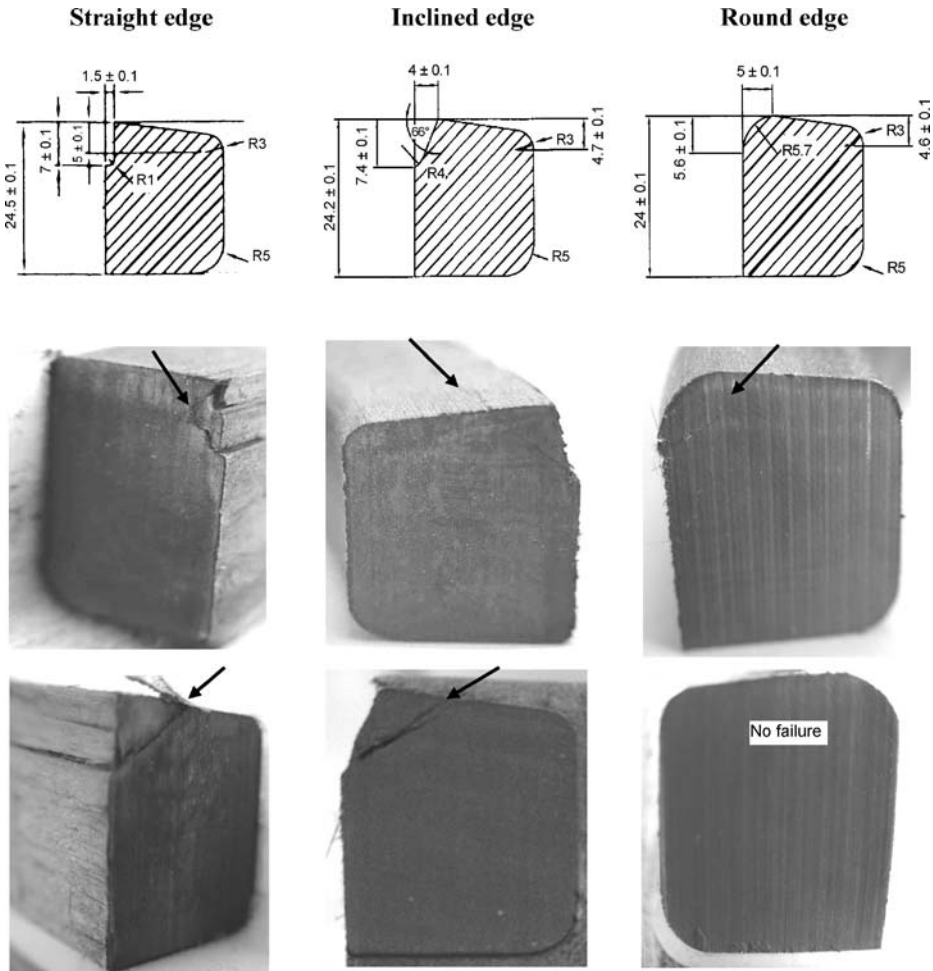 Straight edge
Inclined edge
Round edge
1.5 ± 0.1
24.5 ± 0.1
7 ± 0.1
5 ± 0.1
R1
R3
R5
4 ± 0.1
24.2 ± 0.1
7.4 ± 0.1
66°
R4
R3
4.7 ± 0.1
R5
5 ± 0.1
24 ± 0.1
5.6 ± 0.1
R5.7
R3
4.6 ± 0.1
R5
No failure